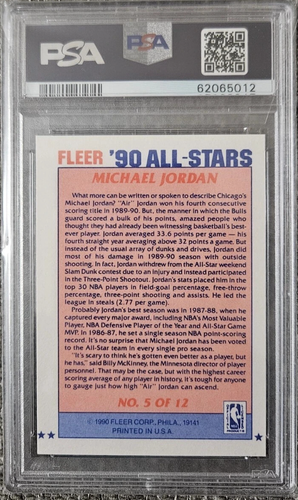 PSA
PSA
62065012
FLEER '90 ALL-STARS
MICHAEL JORDAN
What more can be written or spoken to describe Chicago's
Michael Jordan? "Air" Jordan won his fourth consecutive
scoring title in 1989-90. But, the manner in which the Bulls
guard scored a bulk of his points, amazed people who
thought they had already been witnessing basketball's best-
ever player. Jordan averaged 33.6 points per game — his
fourth straight year averaging above 32 points a game. But
instead of the usual array of dunks and drives, Jordan did
most of his damage in 1989-90 season with outside
shooting. In fact, Jordan withdrew from the All-Star weekend
Slam Dunk contest due to an injury and instead participated
in the Three-Point Shootout. Jordan's stats placed him in the
top 30 NBA players in field-goal percentage, free-throw
percentage, three-point shooting and assists. He led the
league in steals (2.77 per game).
Probably Jordan's best season was in 1987-88, when he
captured every major award, including NBA's Most Valuable
Player, NBA Defensive Player of the Year and All-Star Game
MVP. In 1986-87, he set a single season NBA point-scoring
record. It's no surprise that Michael Jordan has been voted
to the All-Star team in every single pro season.
"It's scary to think he's gotten even better as a player, but
he has," said Billy McKinney, the Minnesota director of player
personnel. That may be the case, but with the highest career
scoring average of any player in history, it's tough for anyone
to gauge just how high "Air" Jordan can ascend.
NO. 5 OF 12
© 1990 FLEER CORP., PHILA., 19141
PRINTED IN U.S.A.